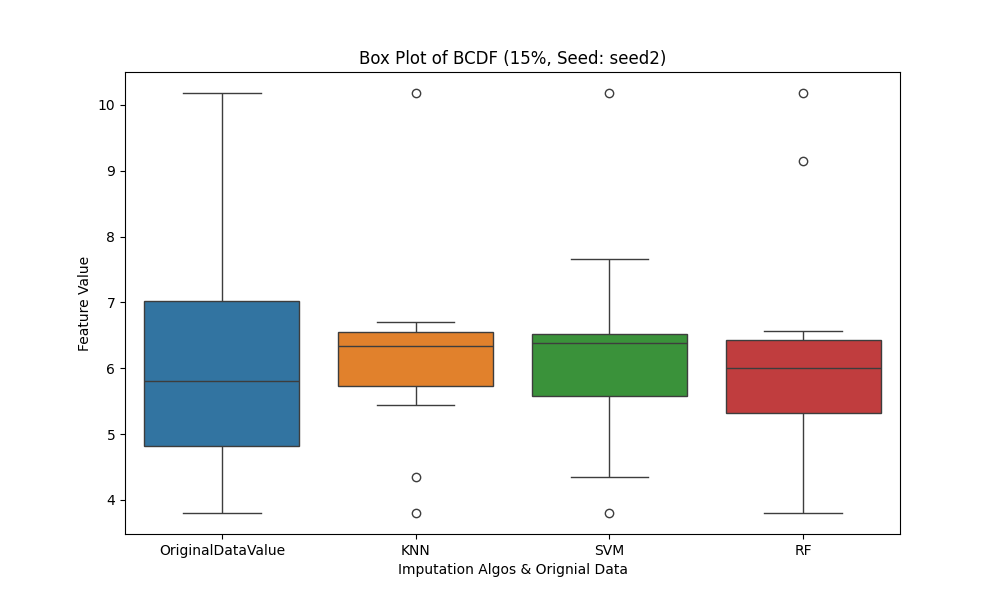 Box Plot of BCDF (15%, Seed: seed2)
10
9
8
7
6
5
4
Feature Value
OriginalDataValue
KNN
SVM
RF
Imputation Algos & Orignial Data